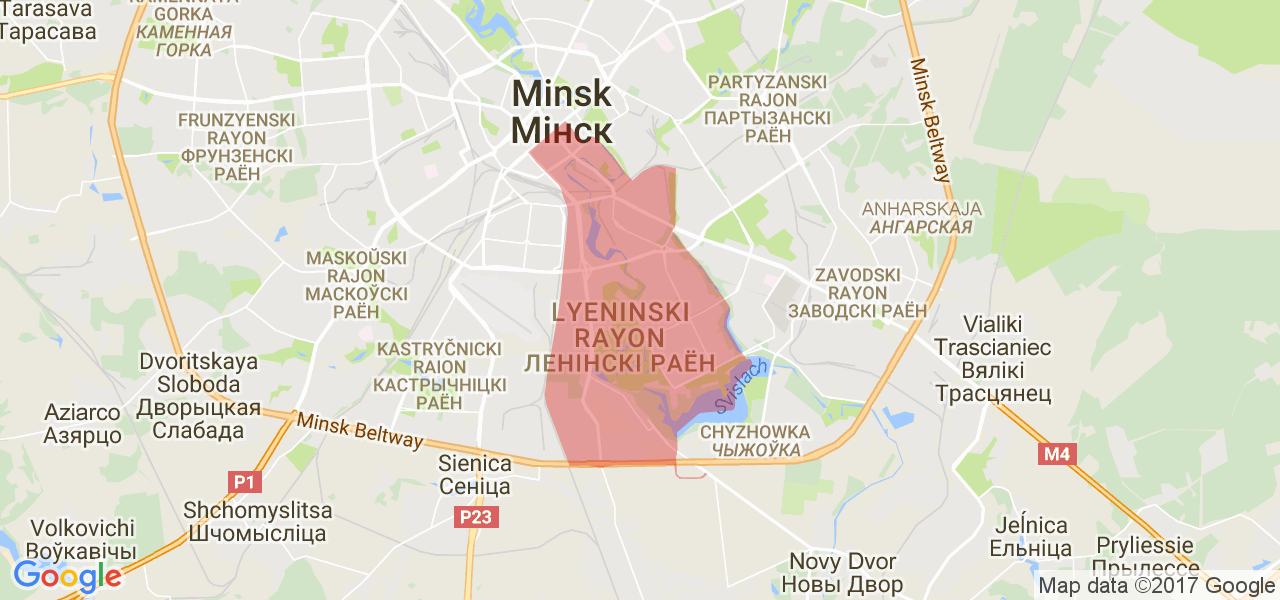 Tarasava
Тарасава
KAMENNAYA
GORKA
КАМЕННАЯ
ГОРКА
Minsk
Мінск
PARTYZANSKI
RAJON
ПАРТЫЗАНСКІ
РАЁН
Minsk Beltway
FRUNZYENSKI
RAYON
ФРУНЗЕНСКІ
РАЁН
ANHARSKAJA
АНГАРСКАЯ
MASKOŬSKI
RAJON
МАСКОЎСКІ
РАЁН
ZAVODSKI
RAYON
ЗАВОДСКІ РАЁН
LYENINSKI
RAYON
ЛЕНІНСКІ РАЁН
Vialiki
Trascianiec
Вялікі
Трасцянец
KASTRYČNICKI
RAION
КАСТРЫЧНІЦКІ
РАЁН
Dvoritskaya
Sloboda
Дворыцкая
Слабада
Svislach
Aziarco
Азярцо
Minsk Beltway
CHYZHOWKA
ЧЫЖОЎКА
M4
Sienica
Сеніца
P1
P23
Shchomyslitsa
Шчомысліца
Volkovichi
Воўкавічы
Jeĺnica
Ельніца
Pryliessie
Прылессе
Novy Dvor
Новы Двор
Google
Map data ©2017 Google